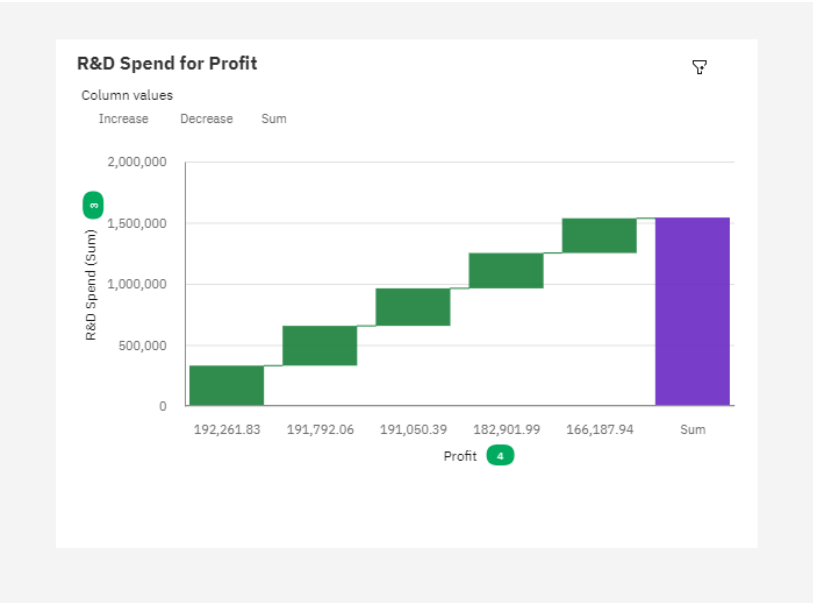 R&D Spend for Profit
Column values
Increase Decrease Sum
2,000,000
1,500,000
1,000,000
500,000
0
R&D Spend (Sum) 3
192,261.83 191,792.06 191,050.39 182,901.99 166,187.94 Sum
Profit 4